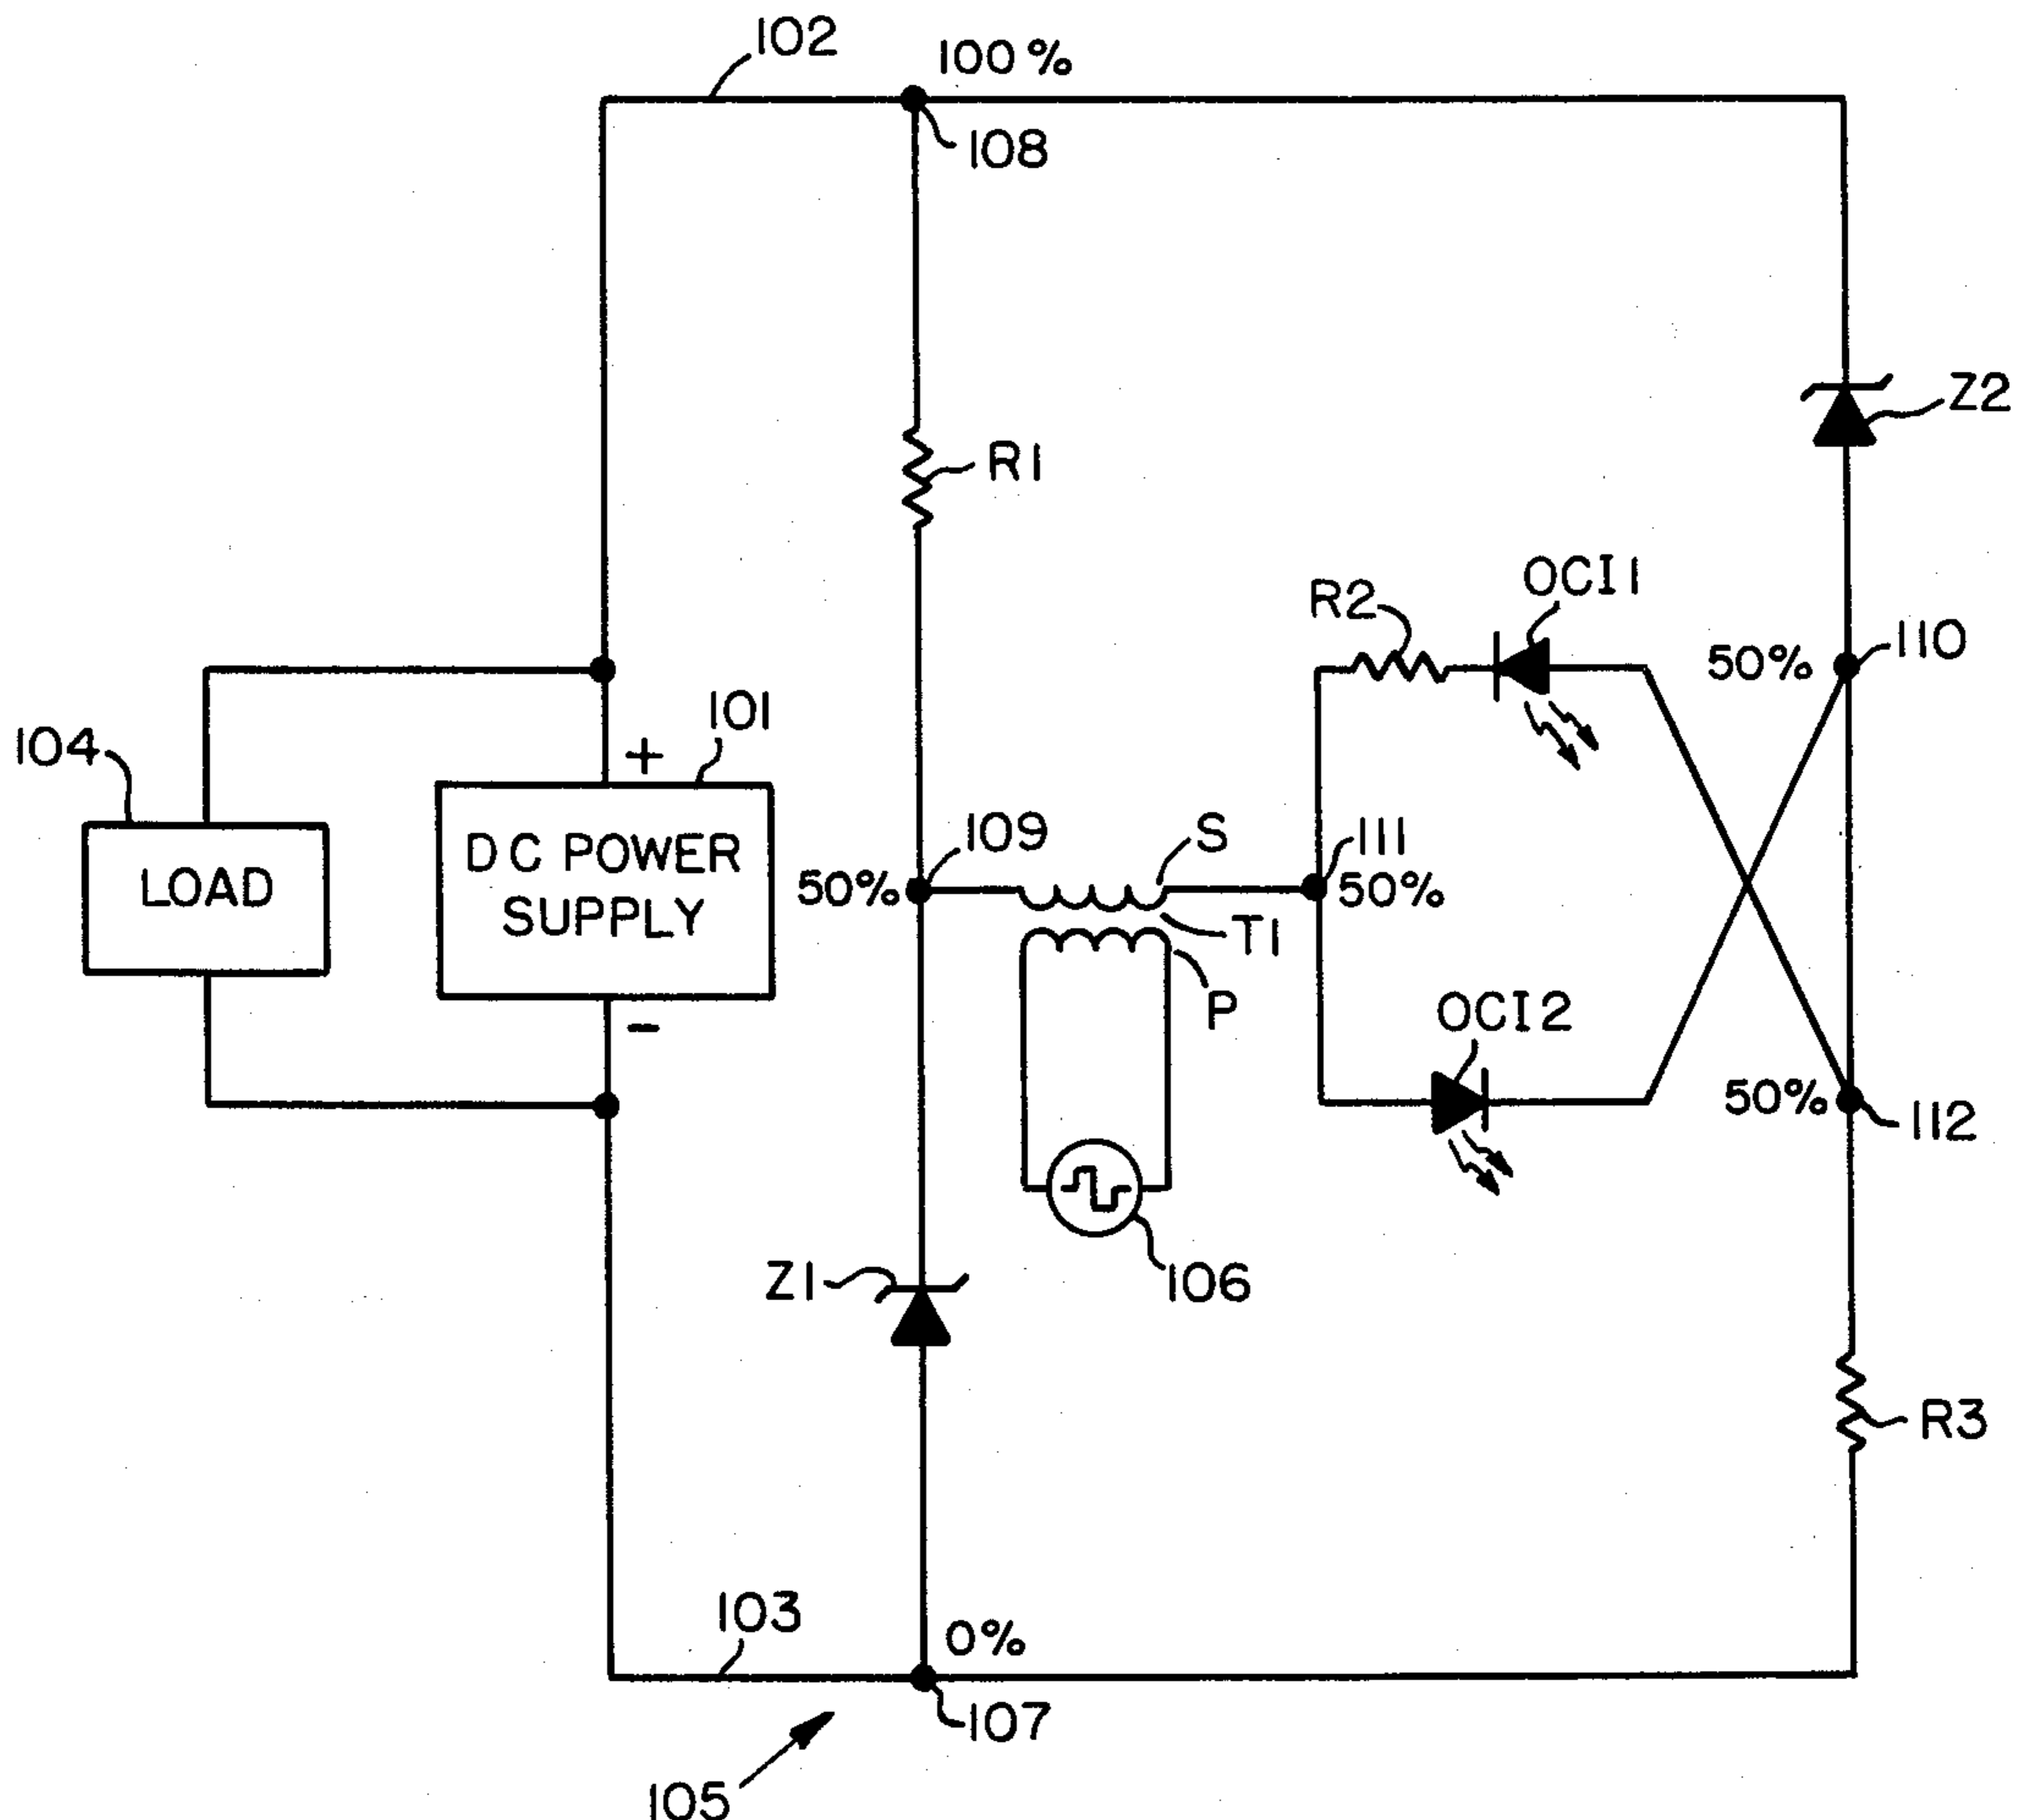 102
100%
108
Z2
R1
OCI1
R2
110
50%
101
+
104
DC POWER
SUPPLY
LOAD
109
S
111
50%
50%
T1
P
OCI2
50%
112
Z1
106
R3
-
103
0%
107
105